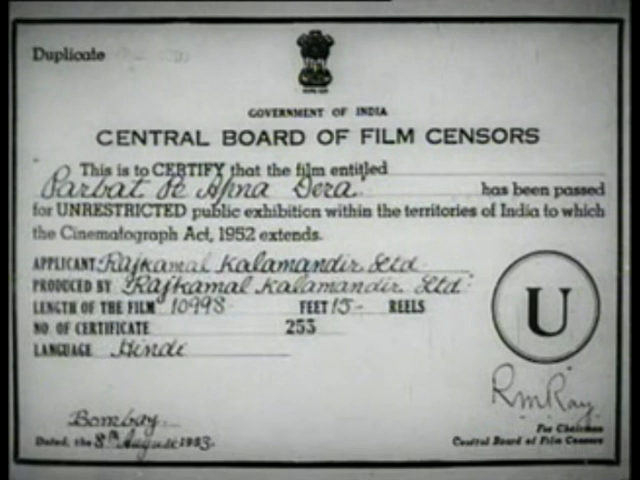 Duplicate
GOVERNMENT OF INDIA
CENTRAL BOARD OF FILM CENSORS
This is to CERTIFY that the film entitled
Parbat Pe Apna Dera has been passed
for UNRESTRICTED public exhibition within the territories of India to which
the Cinematograph Act, 1952 extends.
APPLICANT Rajkamal Kalamandir Ltd
PRODUCED BY Rajkamal Kalamandir Ltd
LENGTH OF THE FILM 10998 FEET 15 REELS
NO. OF CERTIFICATE 253
LANGUAGE Hindi
U
R.M.Ray
Bombay
For Chairman
Dated, the 8th August 1953.
Central Board of Film Censors